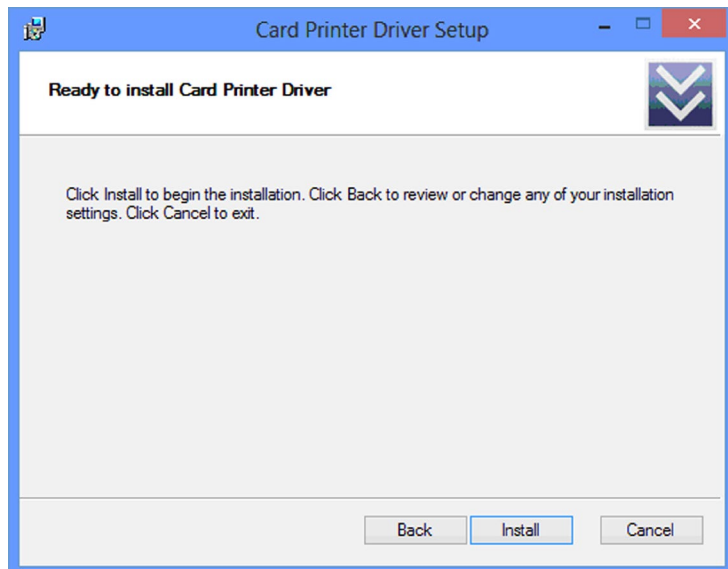 Card Printer Driver Setup
Ready to install Card Printer Driver
Click Install to begin the installation. Click Back to review or change any of your installation
settings. Click Cancel to exit.
Back Install Cancel